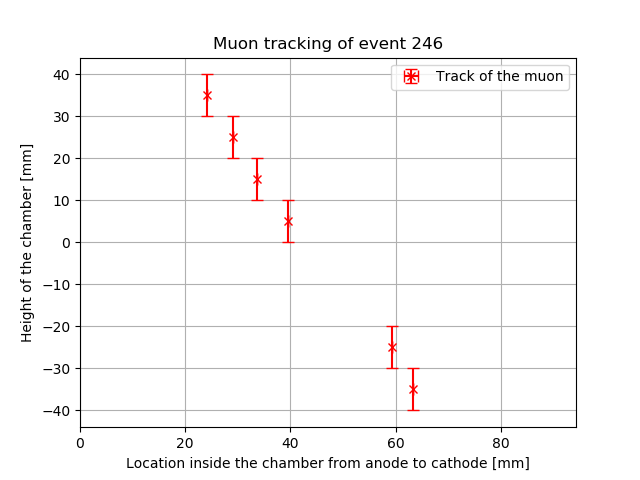 Muon tracking of event 246
Track of the muon
Height of the chamber [mm]
40
30
20
10
0
−10
−20
−30
−40
0 20 40 60 80
Location inside the chamber from anode to cathode [mm]